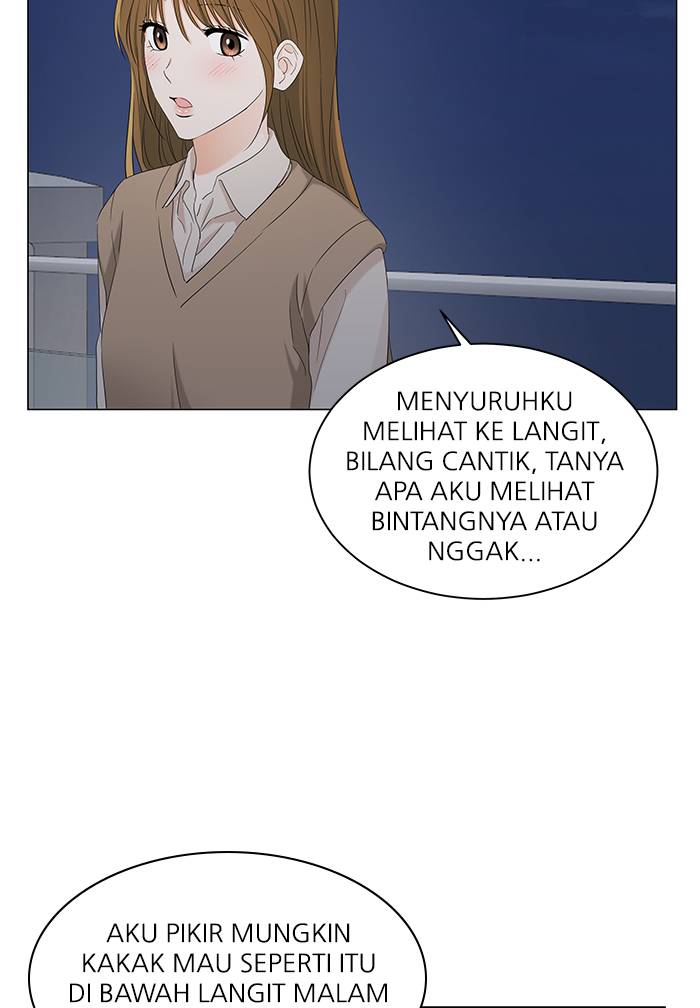 MENYURUHKU
MELIHAT KE LANGIT,
BILANG CANTIK, TANYA
APA AKU MELIHAT
BINTANGNYA ATAU
NGGAK...
AKU PIKIR MUNGKIN
KAKAK MAU SEPERTI ITU
DI BAWAH LANGIT MALAM